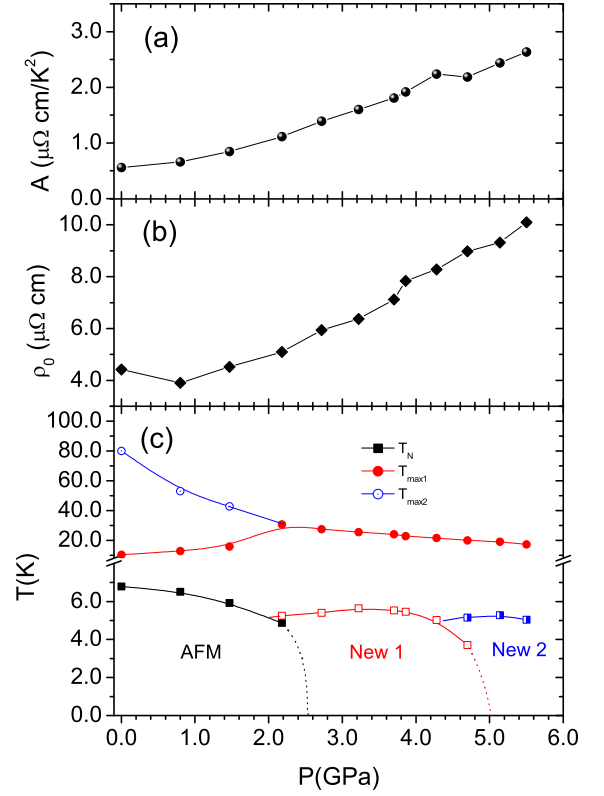 (a)
A (μΩ cm/K²)
3.0
2.0
1.0
0.0
(b)
ρ₀ (μΩ cm)
10.0
8.0
6.0
4.0
(c)
T(K)
100.0
80.0
60.0
40.0
20.0
6.0
4.0
2.0
0.0
T_N
T_max1
T_max2
AFM
New 1
New 2
0.0 1.0 2.0 3.0 4.0 5.0 6.0
P(GPa)